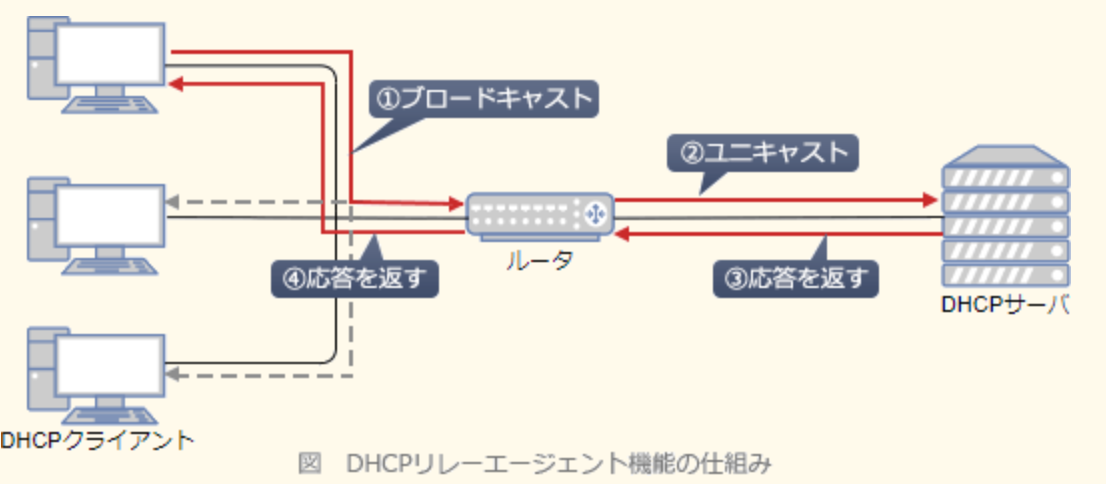 ①ブロードキャスト
②ユニキャスト
ルータ
④応答を返す
③応答を返す
DHCPサーバ
DHCPクライアント
図 DHCPリレーエージェント機能の仕組み